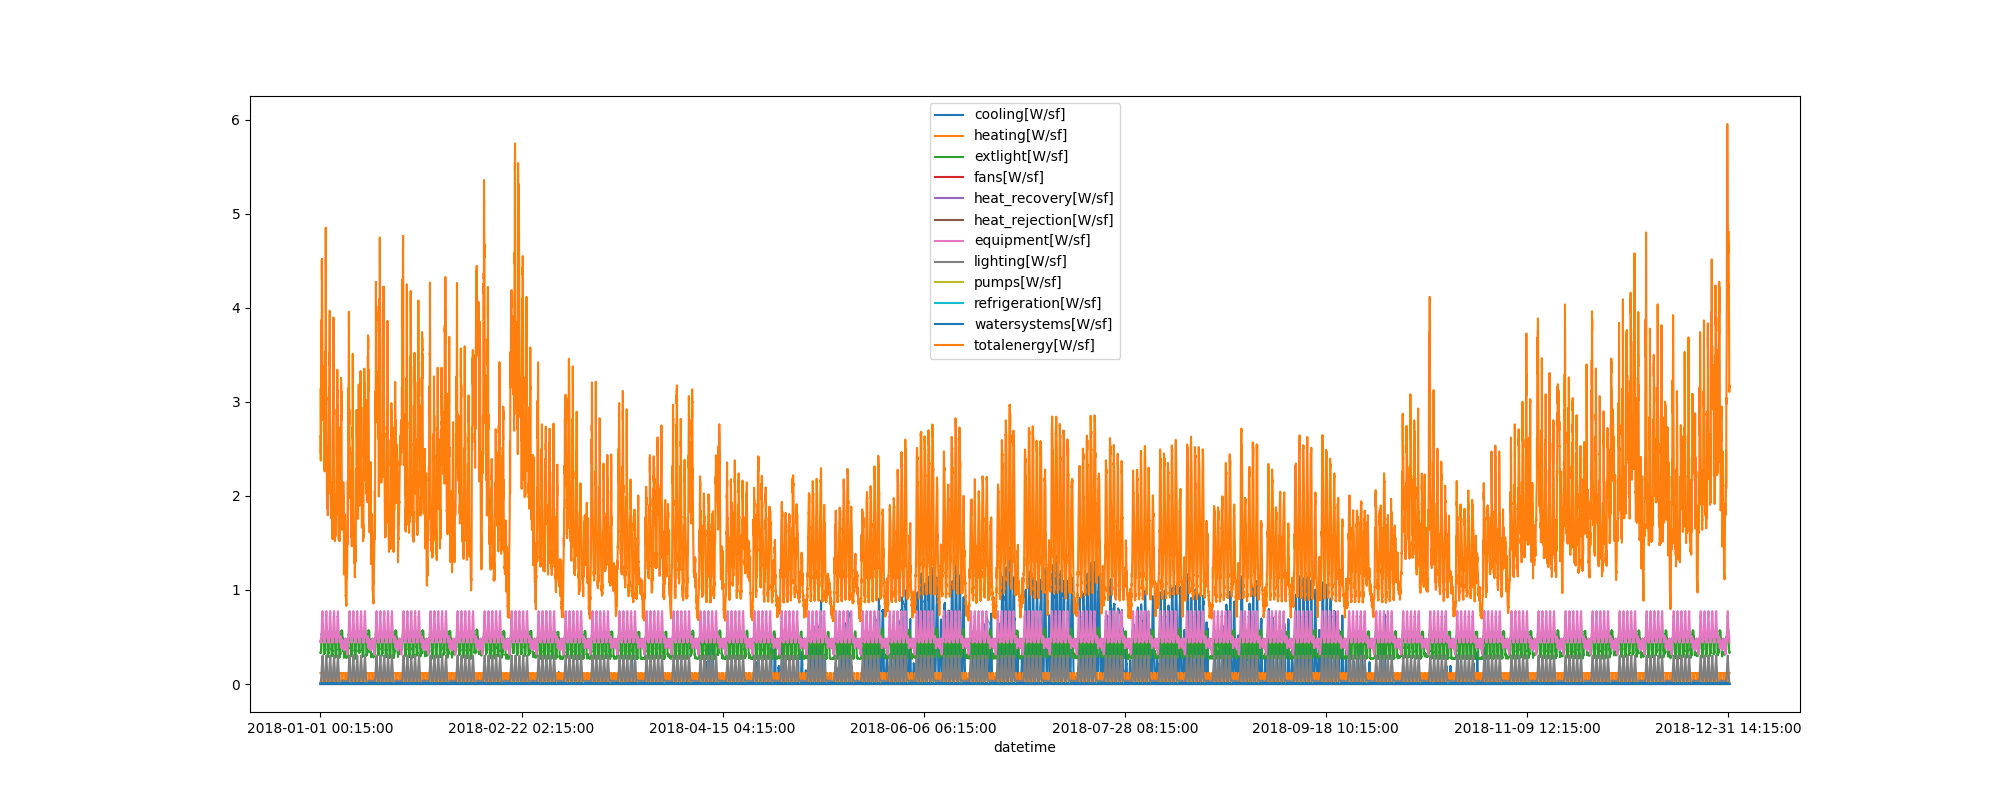 6
5
4
3
2
1
0
cooling[W/sf]
heating[W/sf]
extlight[W/sf]
fans[W/sf]
heat_recovery[W/sf]
heat_rejection[W/sf]
equipment[W/sf]
lighting[W/sf]
pumps[W/sf]
refrigeration[W/sf]
watersystems[W/sf]
totalenergy[W/sf]
2018-01-01 00:15:00 2018-02-22 02:15:00 2018-04-15 04:15:00 2018-06-06 06:15:00 2018-07-28 08:15:00 2018-09-18 10:15:00 2018-11-09 12:15:00 2018-12-31 14:15:00
datetime